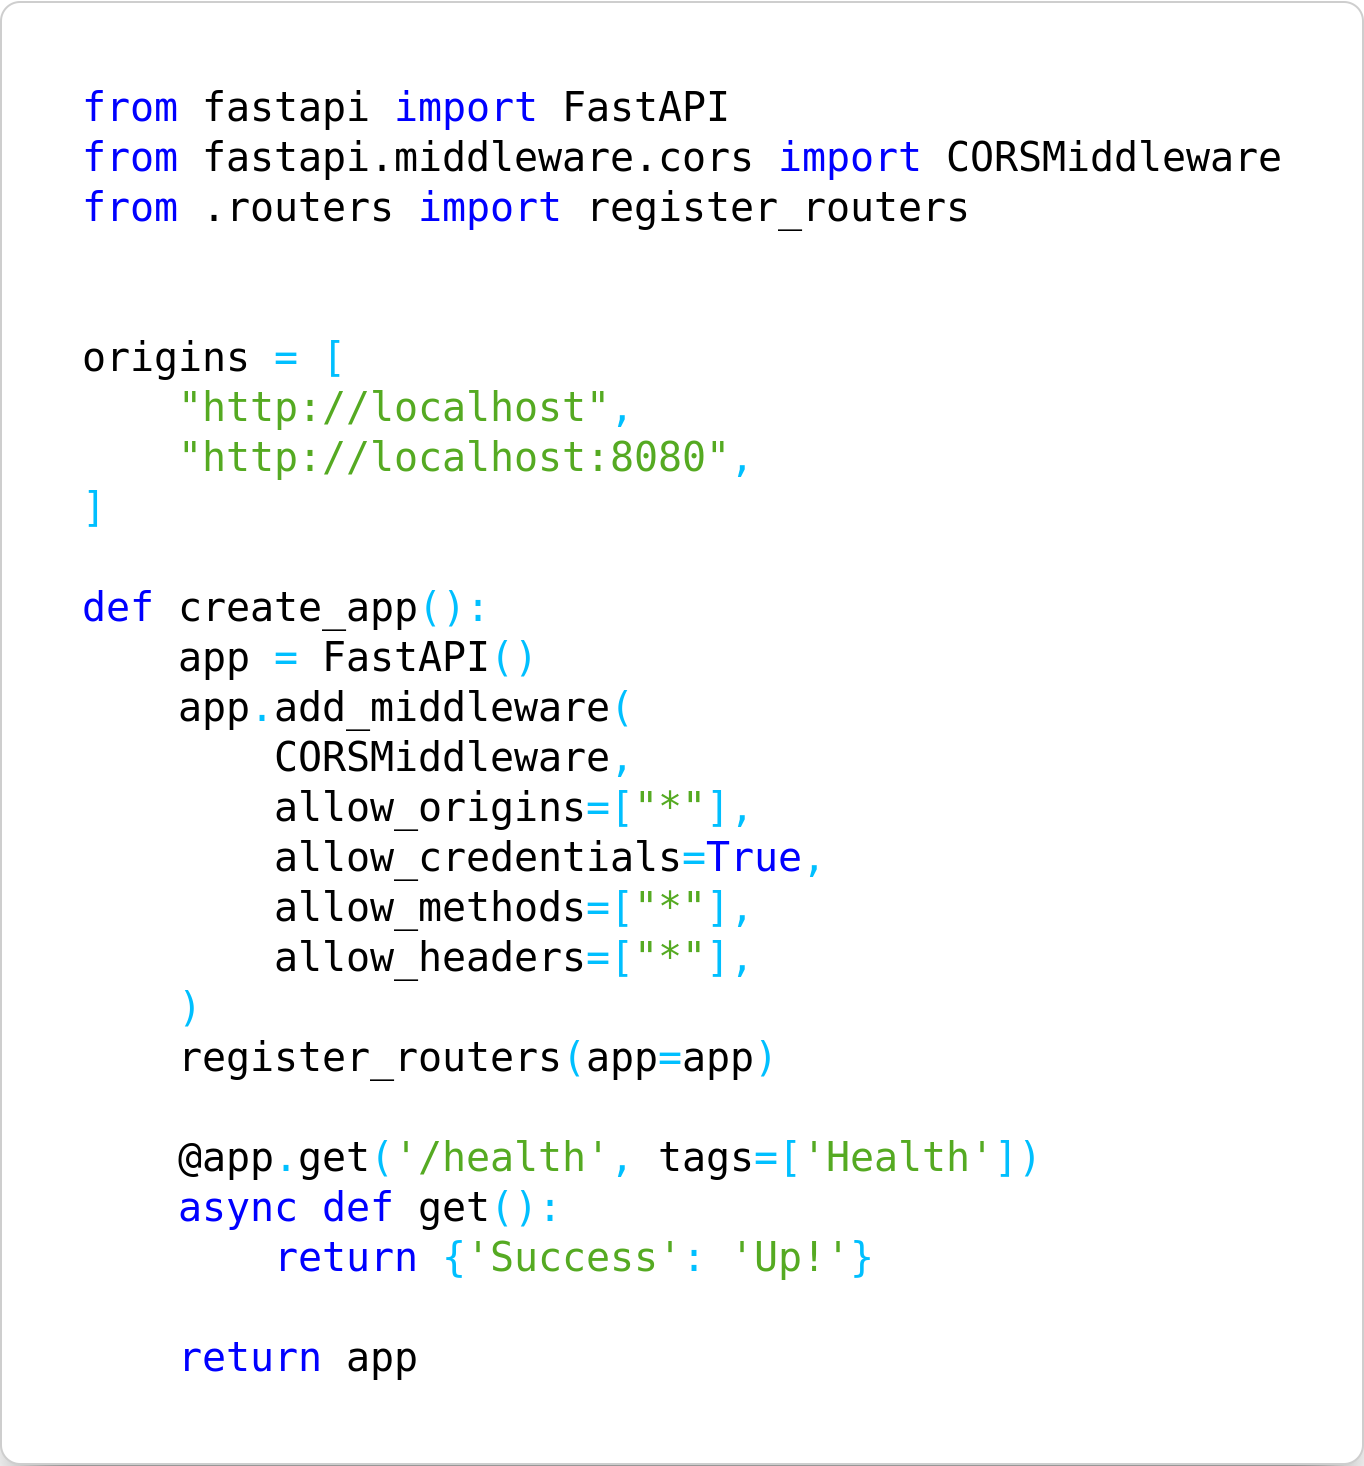 from fastapi import FastAPI
from fastapi.middleware.cors import CORSMiddleware
from .routers import register_routers
origins = [
    "http://localhost",
    "http://localhost:8080",
]
def create_app():
    app = FastAPI()
    app.add_middleware(
        CORSMiddleware,
        allow_origins=["*"],
        allow_credentials=True,
        allow_methods=["*"],
        allow_headers=["*"],
    )
    register_routers(app=app)
    @app.get('/health', tags=['Health'])
    async def get():
        return {'Success': 'Up!'}
    return app